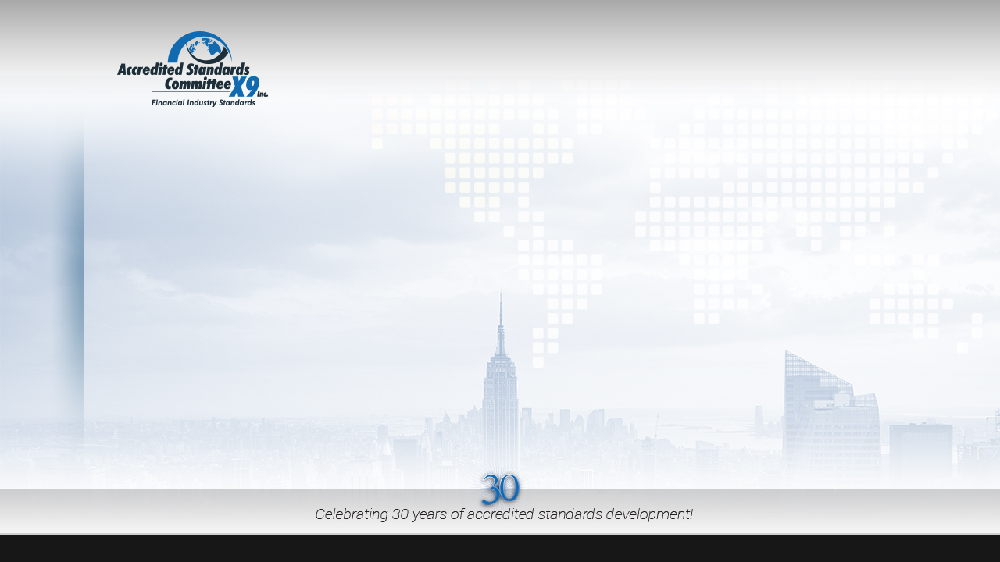 Accredited Standards
Committee X9 Inc.
Financial Industry Standards
30
Celebrating 30 years of accredited standards development!